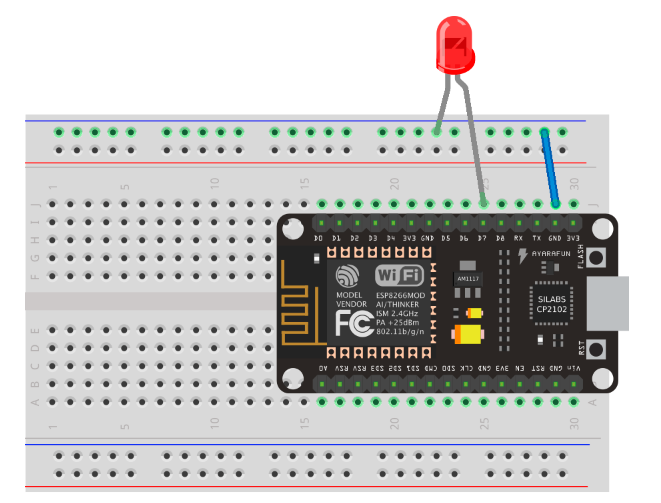 1 5 10 15 20 25 30
J
I
H
G
F
J
D0 D1 D2 D3 D4 3V3 GND D5 D6 D7 D8 RX TX GND 3V3
AYARAFUN
FLASH
WiFi
MODEL
VENDOR
ESP8266MOD
AI/THINKER
ISM 2.4GHz
PA +25dBm
802.11b/g/n
FC
AM1117
SILABS
CP2102
RST
A0 RSV RSV SD3 SD2 SD1 CMD SD0 CLK GND 3V3 EN RST GND Vin
E
D
C
B
A
A
1 5 10 15 20 25 30